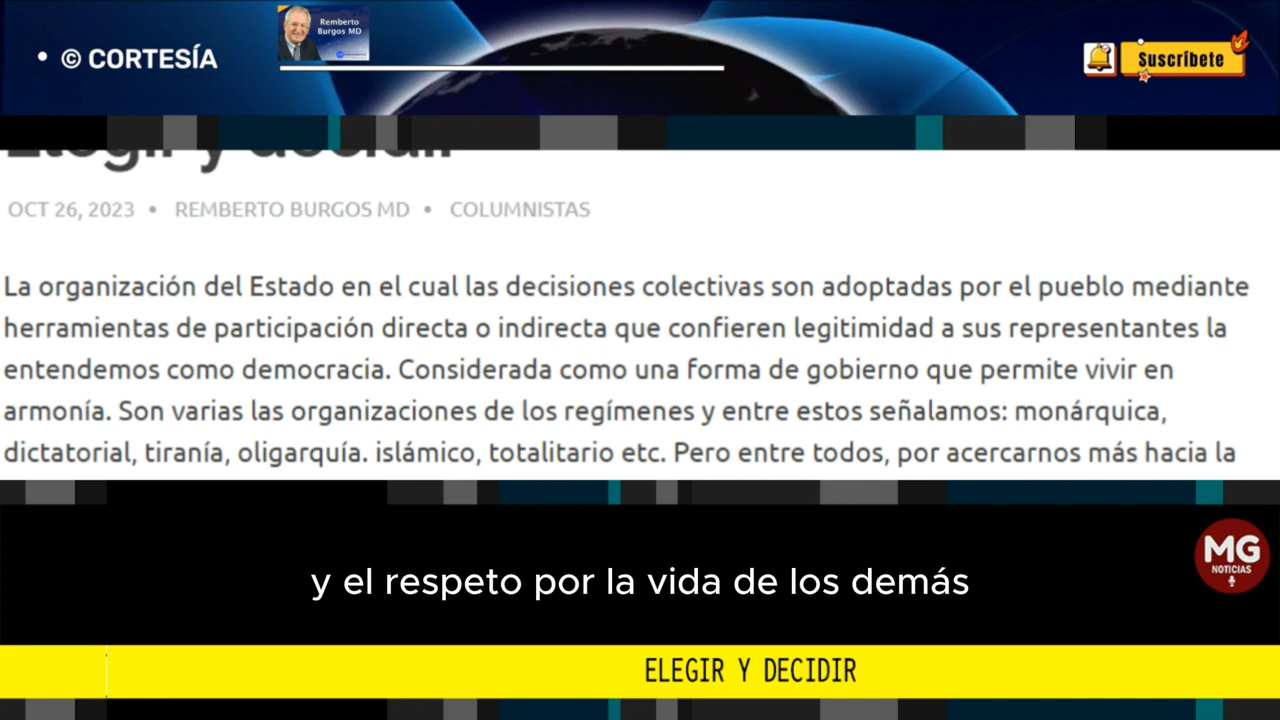 • © CORTESÍA
Remberto
Burgos MD
Suscríbete
Elegir y decidir
OCT 26, 2023 • REMBERTO BURGOS MD • COLUMNISTAS
La organización del Estado en el cual las decisiones colectivas son adoptadas por el pueblo mediante
herramientas de participación directa o indirecta que confieren legitimidad a sus representantes la
entendemos como democracia. Considerada como una forma de gobierno que permite vivir en
armonía. Son varias las organizaciones de los regímenes y entre estos señalamos: monárquica,
dictatorial, tiranía, oligarquía. islámico, totalitario etc. Pero entre todos, por acercarnos más hacia la
MG
NOTICIAS
y el respeto por la vida de los demás
ELEGIR Y DECIDIR